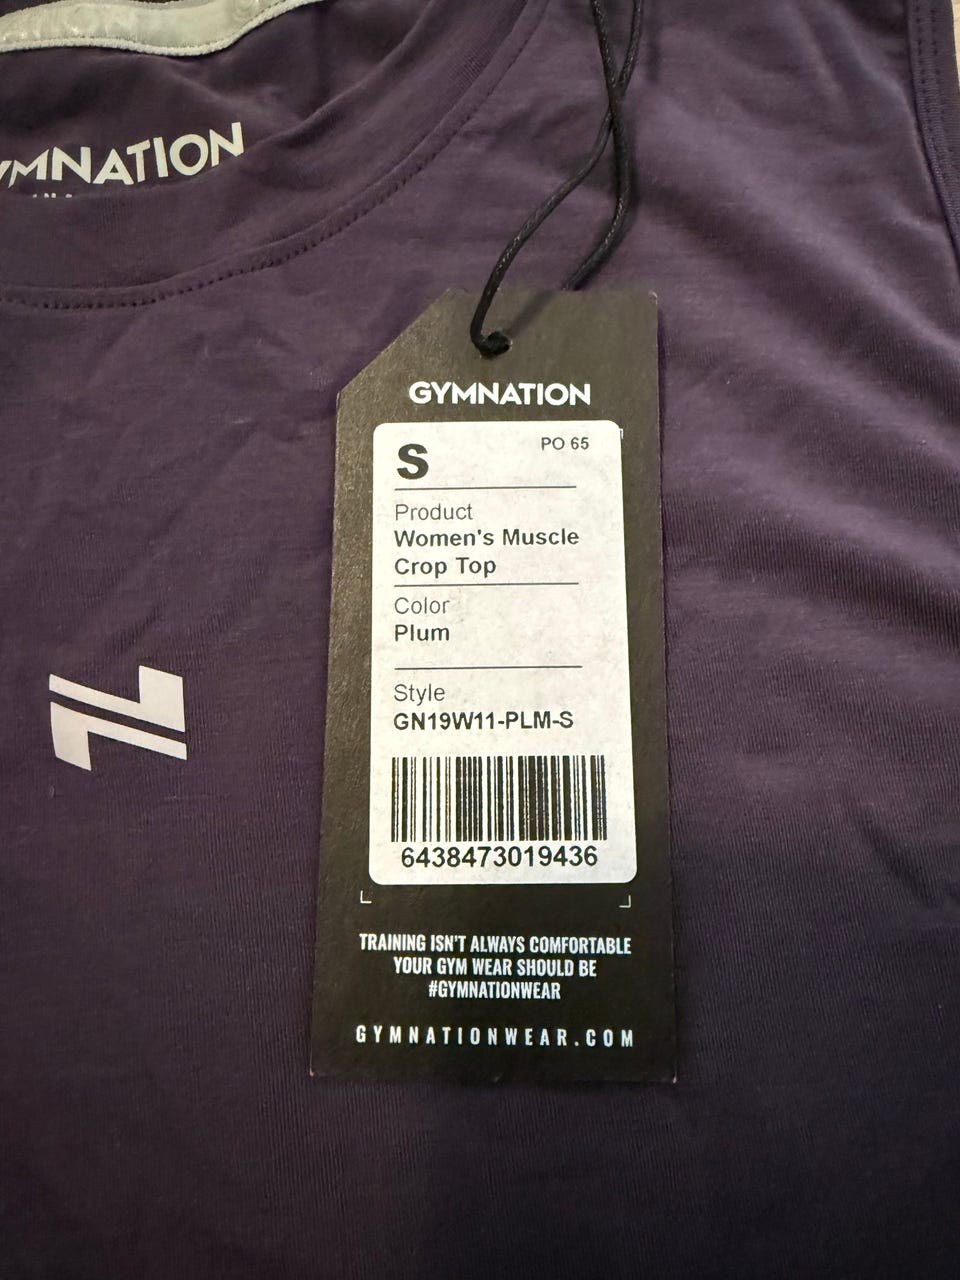 GYMNATION
S
PO 65
Product
Women's Muscle
Crop Top
Color
Plum
Style
GN19W11-PLM-S
6438473019436
TRAINING ISN'T ALWAYS COMFORTABLE
YOUR GYM WEAR SHOULD BE
#GYMNATIONWEAR
GYMNATIONWEAR.COM